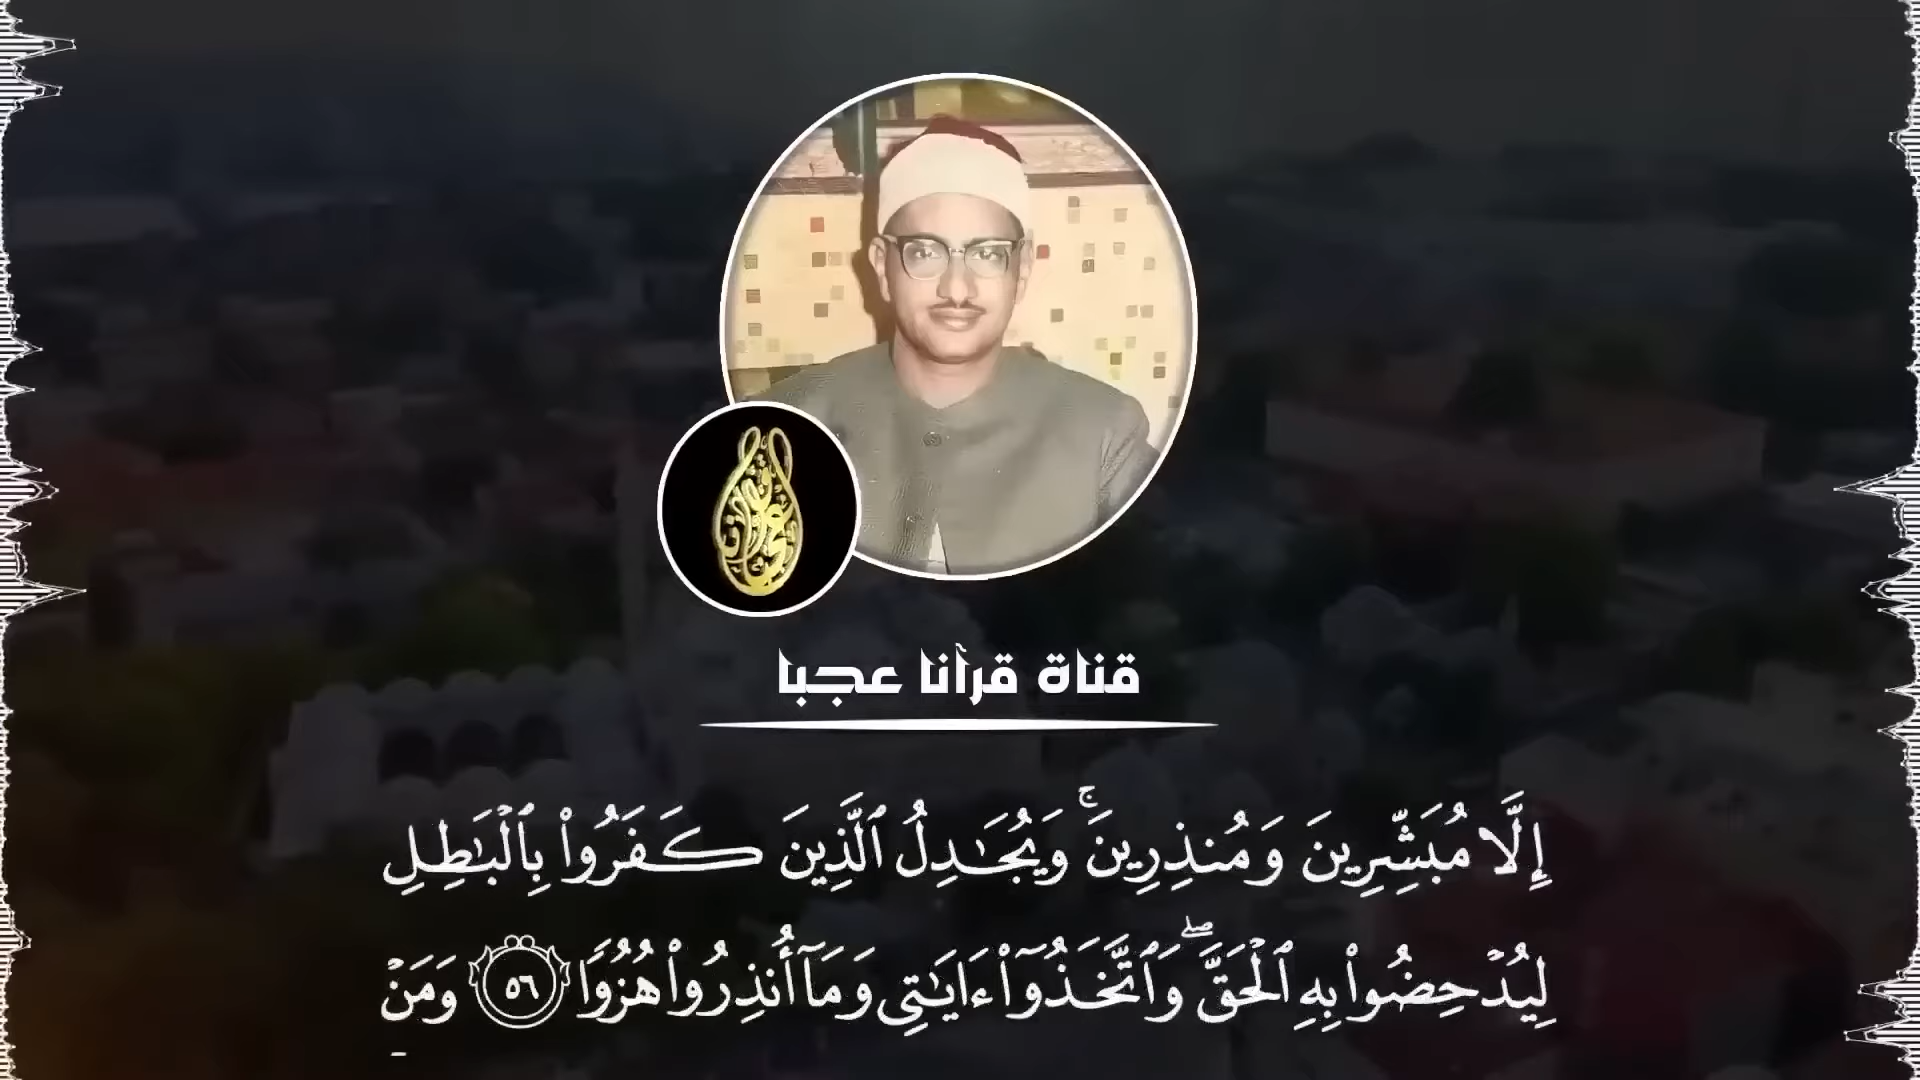 قناة قرآنا عجبا
إِلَّا مُبَشِّرِينَ وَمُنذِرِينَۚ وَيُجَٰدِلُ ٱلَّذِينَ كَفَرُواْ بِٱلۡبَٰطِلِ
لِيُدۡحِضُواْ بِهِ ٱلۡحَقَّۖ وَٱتَّخَذُوٓاْ ءَايَٰتِي وَمَآ أُنذِرُواْ هُزُوٗا ٥٦ وَمَنۡ